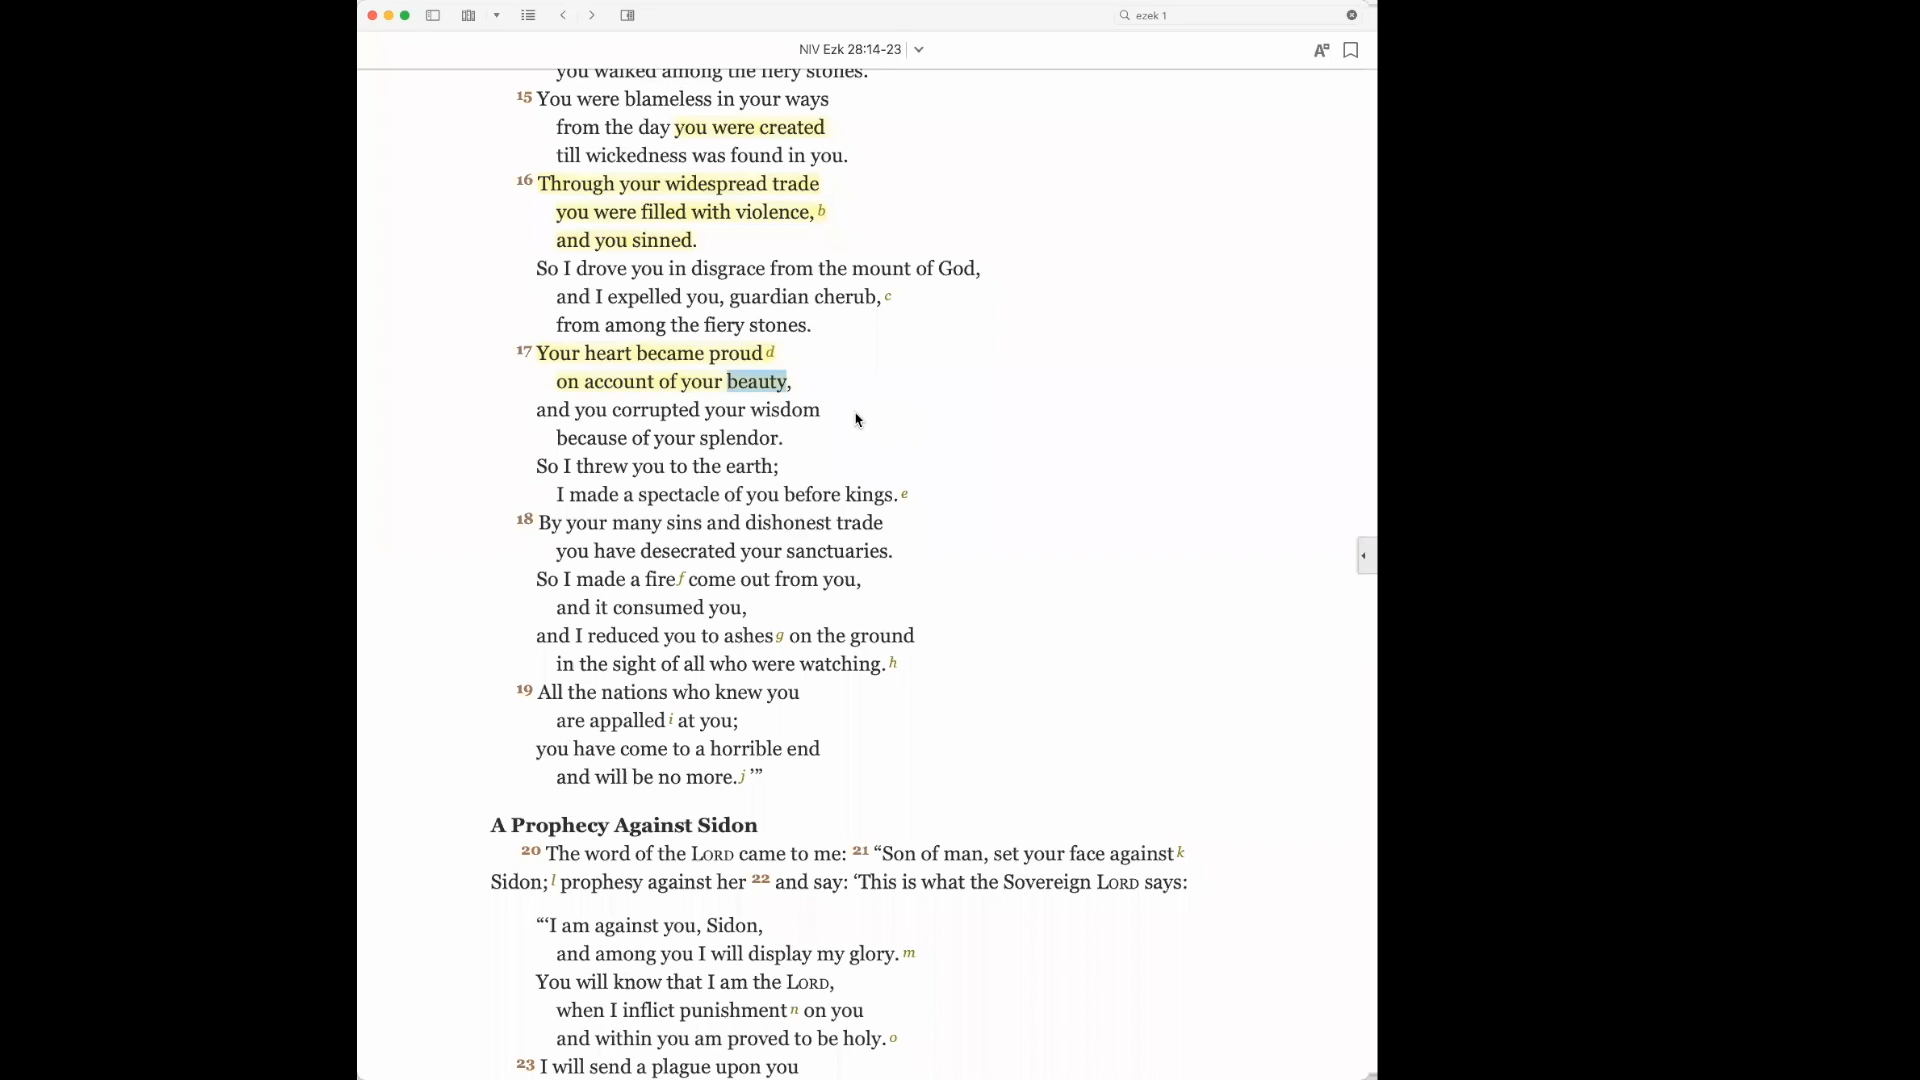 ezek 1
NIV Ezk 28:14-23
you walked among the fiery stones.
15 You were blameless in your ways
from the day you were created
till wickedness was found in you.
16 Through your widespread trade
you were filled with violence, b
and you sinned.
So I drove you in disgrace from the mount of God,
and I expelled you, guardian cherub, c
from among the fiery stones.
17 Your heart became proud d
on account of your beauty,
and you corrupted your wisdom
because of your splendor.
So I threw you to the earth;
I made a spectacle of you before kings. e
18 By your many sins and dishonest trade
you have desecrated your sanctuaries.
So I made a fire f come out from you,
and it consumed you,
and I reduced you to ashes g on the ground
in the sight of all who were watching. h
19 All the nations who knew you
are appalled i at you;
you have come to a horrible end
and will be no more. j ’”
A Prophecy Against Sidon
20 The word of the LORD came to me: 21 “Son of man, set your face against k
Sidon; l prophesy against her 22 and say: ‘This is what the Sovereign LORD says:
“‘I am against you, Sidon,
and among you I will display my glory. m
You will know that I am the LORD,
when I inflict punishment n on you
and within you am proved to be holy. o
23 I will send a plague upon you